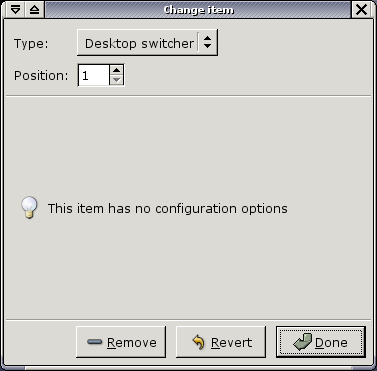 Change item
Type: Desktop switcher
Position: 1
This item has no configuration options
Remove Revert Done